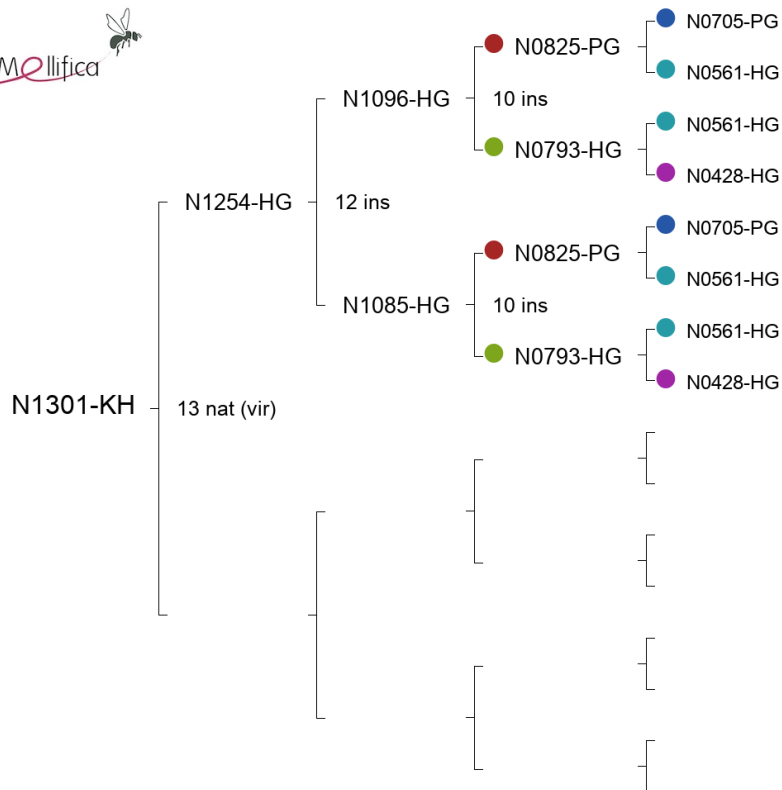 Mellifica
N0705-PG
N0825-PG
N0561-HG
N1096-HG
10 ins
N0561-HG
N0793-HG
N0428-HG
N1254-HG
12 ins
N0705-PG
N0825-PG
N0561-HG
N1085-HG
10 ins
N0561-HG
N0793-HG
N0428-HG
N1301-KH
13 nat (vir)